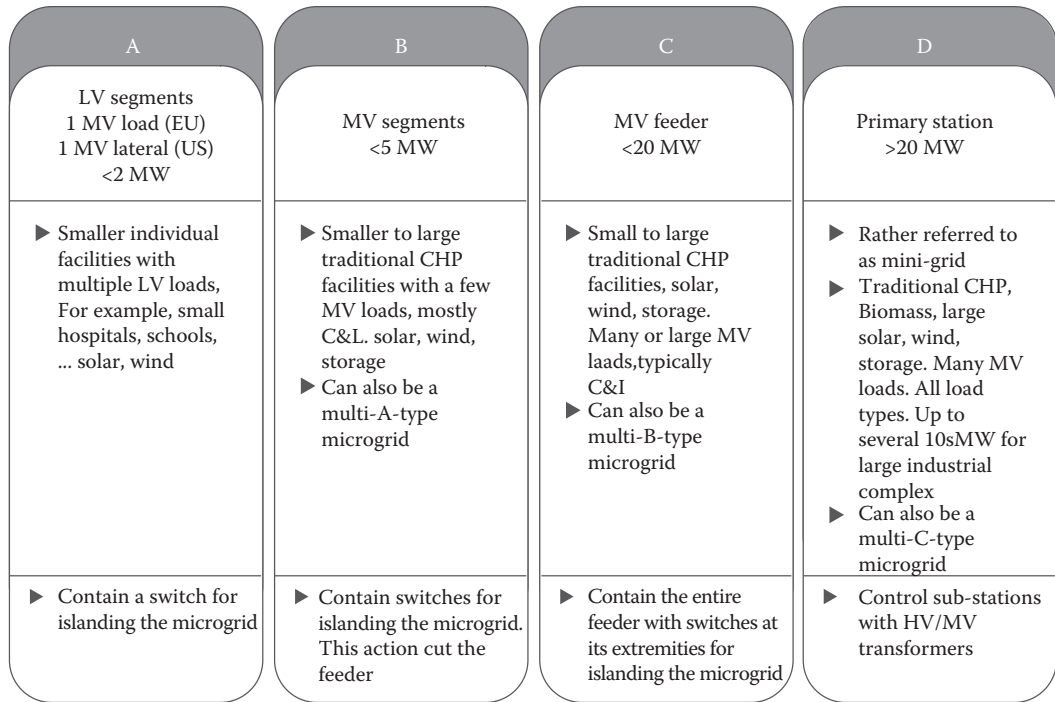 A
LV segments
1 MV load (EU)
1 MV lateral (US)
<2 MW
▶ Smaller individual
facilities with
multiple LV loads,
For example, small
hospitals, schools,
... solar, wind
▶ Contain a switch for
islanding the microgrid
B
MV segments
<5 MW
▶ Smaller to large
traditional CHP
facilities with a few
MV loads, mostly
C&L. solar, wind,
storage
▶ Can also be a
multi-A-type
microgrid
▶ Contain switches for
islanding the microgrid.
This action cut the
feeder
C
MV feeder
<20 MW
▶ Small to large
traditional CHP
facilities, solar,
wind, storage.
Many or large MV
laads,typically
C&I
▶ Can also be a
multi-B-type
microgrid
▶ Contain the entire
feeder with switches at
its extremities for
islanding the microgrid
D
Primary station
>20 MW
▶ Rather referred to
as mini-grid
▶ Traditional CHP,
Biomass, large
solar, wind,
storage. Many MV
loads. All load
types. Up to
several 10sMW for
large industrial
complex
▶ Can also be a
multi-C-type
microgrid
▶ Control sub-stations
with HV/MV
transformers